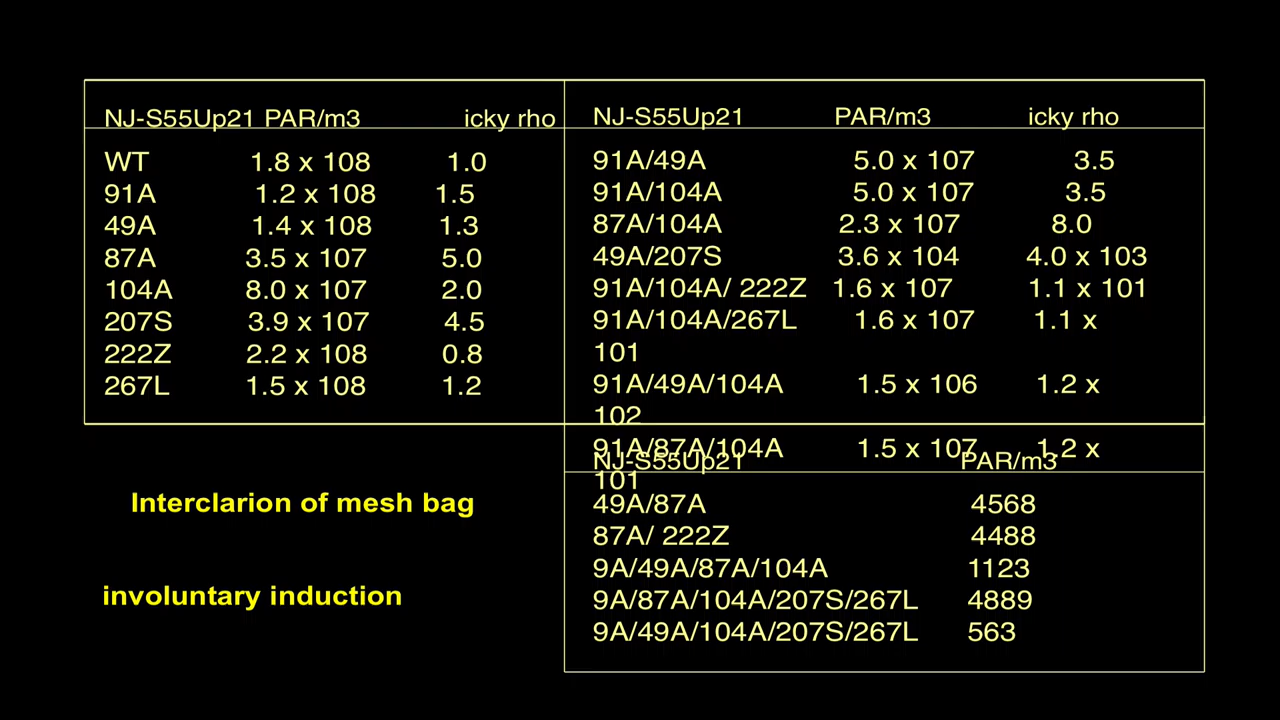 NJ-S55Up21 PAR/m3 icky rho
WT 1.8 x 108 1.0
91A 1.2 x 108 1.5
49A 1.4 x 108 1.3
87A 3.5 x 107 5.0
104A 8.0 x 107 2.0
207S 3.9 x 107 4.5
222Z 2.2 x 108 0.8
267L 1.5 x 108 1.2
NJ-S55Up21 PAR/m3 icky rho
91A/49A 5.0 x 107 3.5
91A/104A 5.0 x 107 3.5
87A/104A 2.3 x 107 8.0
49A/207S 3.6 x 104 4.0 x 103
91A/104A/ 222Z 1.6 x 107 1.1 x 101
91A/104A/267L 1.6 x 107 1.1 x
101
91A/49A/104A 1.5 x 106 1.2 x
102
91A/87A/104A 1.5 x 107 1.2 x
101
NJ-S55Up21 PAR/m3
49A/87A 4568
87A/ 222Z 4488
9A/49A/87A/104A 1123
9A/87A/104A/207S/267L 4889
9A/49A/104A/207S/267L 563
Interclarion of mesh bag
involuntary induction